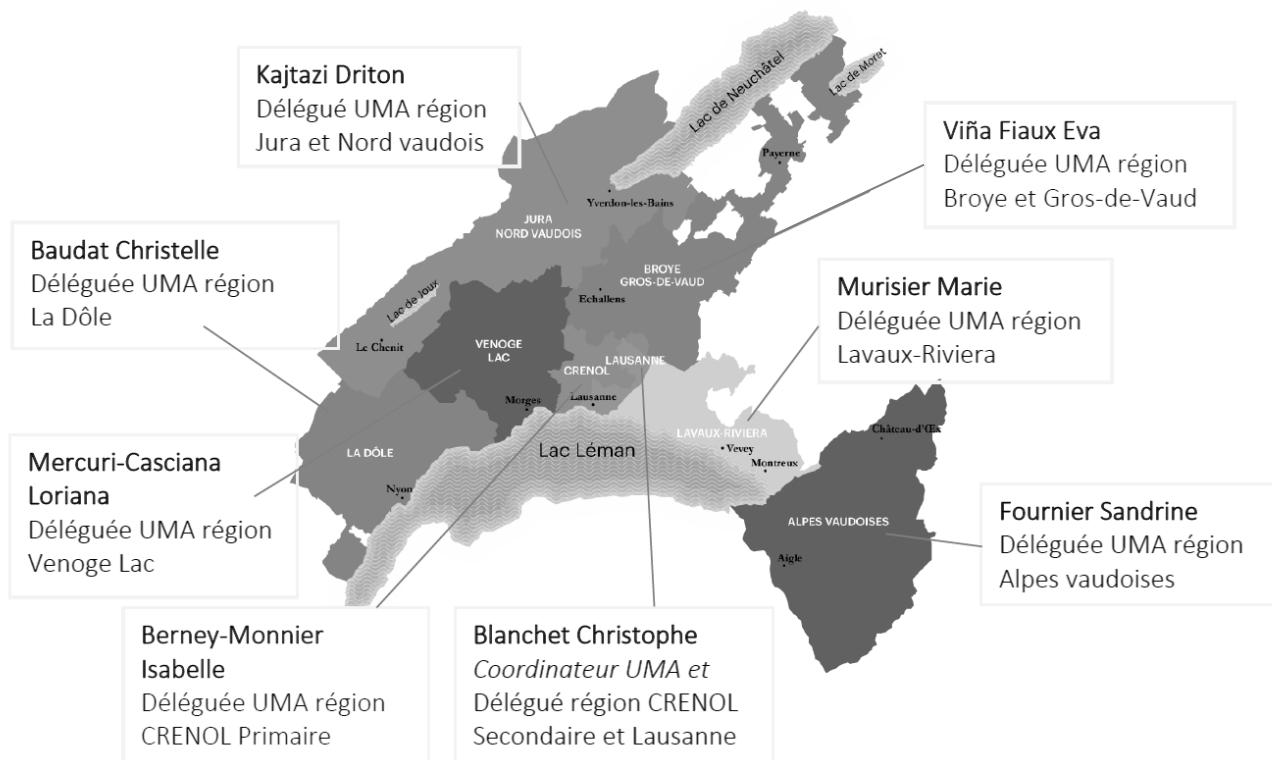 Kajtazi Driton
Délégué UMA région
Jura et Nord vaudois
Lac de Neuchâtel
Lac de Morat
Viña Fiaux Eva
Déléguée UMA région
Broye et Gros-de-Vaud
Payerne
Yverdon-les-Bains
JURA
NORD VAUDOIS
Baudat Christelle
Déléguée UMA région
La Dôle
BROYE
GROS-DE-VAUD
Echallens
Murisier Marie
Déléguée UMA région
Lavaux-Riviera
Lac de Joux
Le Chenit
VENOGE
LAC
LAUSANNE
CRENOL
Morges
Lausanne
Château-d'Œx
LAVAUX-RIVIERA
Vevey
Montreux
Lac Léman
LA DÔLE
Nyon
Mercuri-Casciana
Loriana
Déléguée UMA région
Venoge Lac
ALPES VAUDOISES
Aigle
Fournier Sandrine
Déléguée UMA région
Alpes vaudoises
Berney-Monnier
Isabelle
Déléguée UMA région
CRENOL Primaire
Blanchet Christophe
Coordinateur UMA et
Délégué région CRENOL
Secondaire et Lausanne